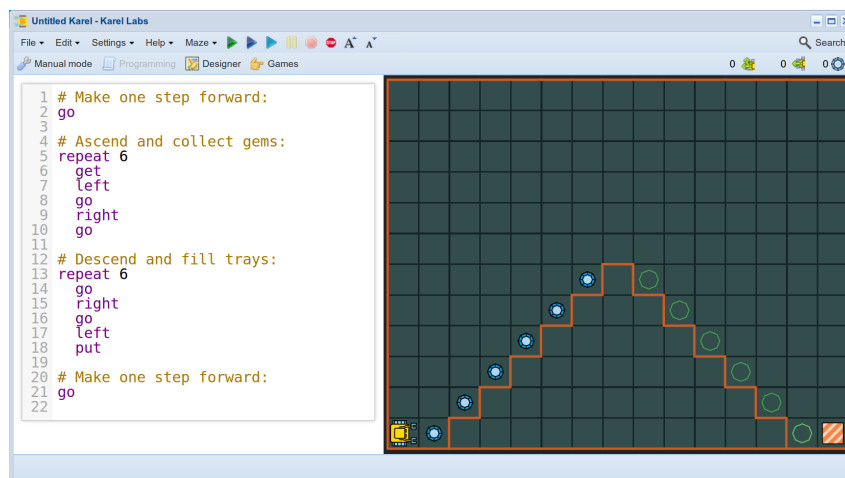 Untitled Karel - Karel Labs
File Edit Settings Help Maze STOP A A Search
Manual mode Programming Designer Games 0 0 0
1 # Make one step forward:
2 go
3
4 # Ascend and collect gems:
5 repeat 6
6 get
7 left
8 go
9 right
10 go
11
12 # Descend and fill trays:
13 repeat 6
14 go
15 right
16 go
17 left
18 put
19
20 # Make one step forward:
21 go
22